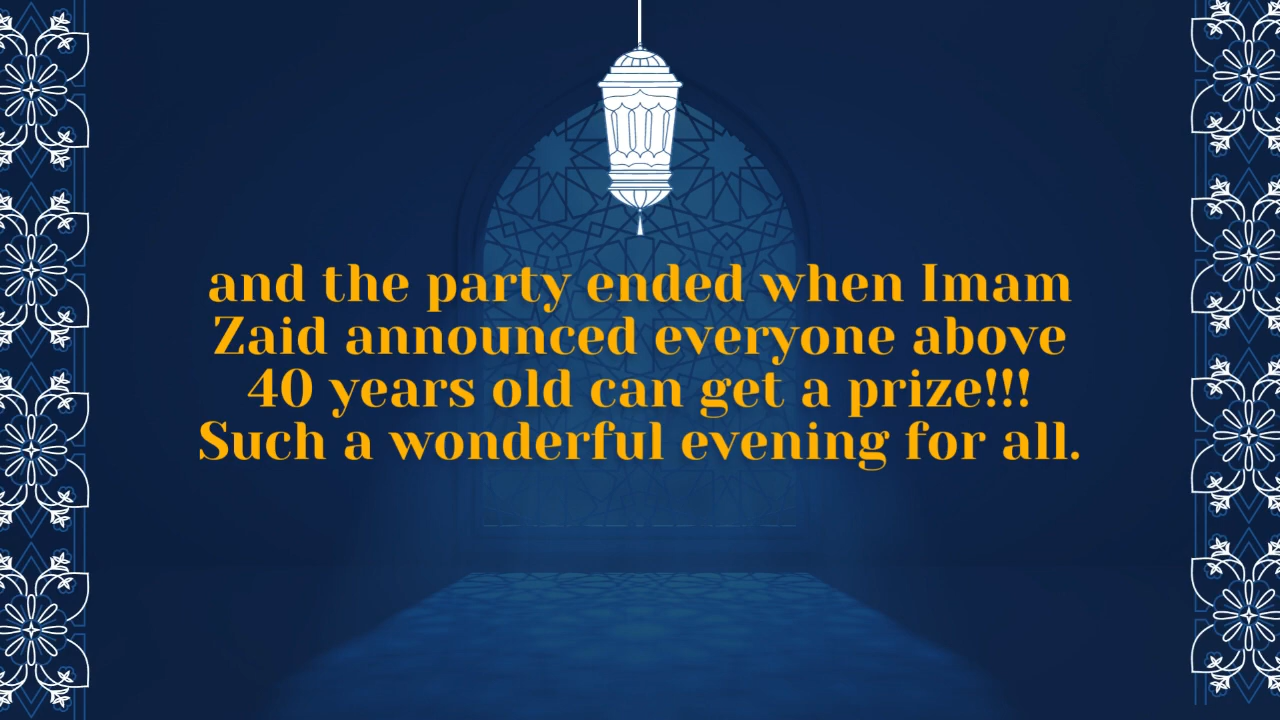 and the party ended when Imam
Zaid announced everyone above
40 years old can get a prize!!!
Such a wonderful evening for all.